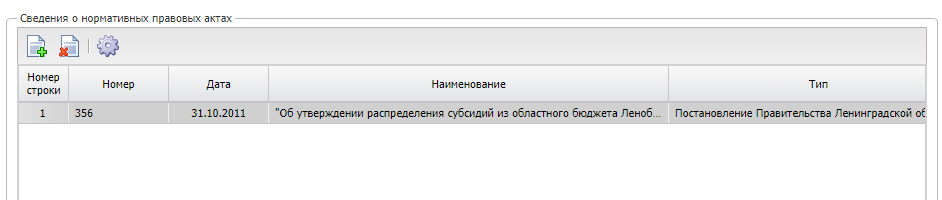 Сведения о нормативных правовых актах
Номер строки Номер Дата Наименование Тип
1 356 31.10.2011 "Об утверждении распределения субсидий из областного бюджета Леноб... Постановление Правительства Ленинградской об